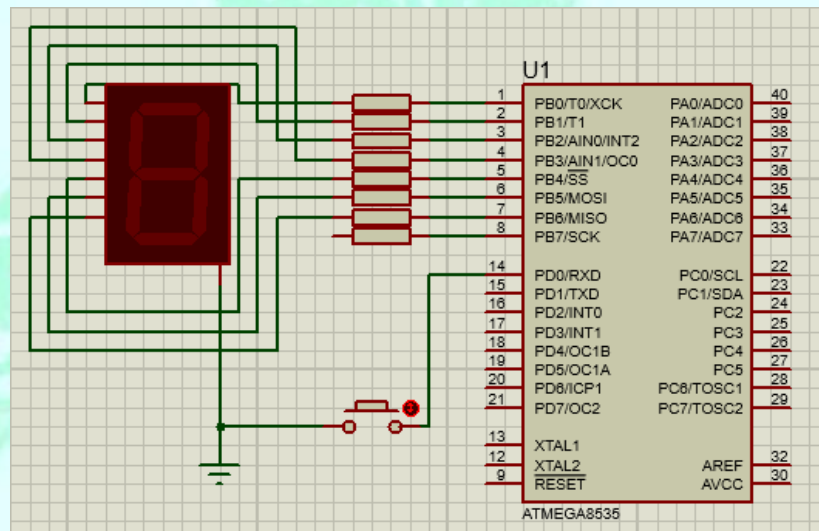 U1
1 PB0/T0/XCK PA0/ADC0 40
2 PB1/T1 PA1/ADC1 39
3 PB2/AIN0/INT2 PA2/ADC2 38
4 PB3/AIN1/OC0 PA3/ADC3 37
5 PB4/SS PA4/ADC4 36
6 PB5/MOSI PA5/ADC5 35
7 PB6/MISO PA6/ADC6 34
8 PB7/SCK PA7/ADC7 33
14 PD0/RXD PC0/SCL 22
15 PD1/TXD PC1/SDA 23
16 PD2/INT0 PC2 24
17 PD3/INT1 PC3 25
18 PD4/OC1B PC4 26
19 PD5/OC1A PC5 27
20 PD6/ICP1 PC6/TOSC1 28
21 PD7/OC2 PC7/TOSC2 29
13 XTAL1
12 XTAL2 AREF 32
9 RESET AVCC 30
ATMEGA8535